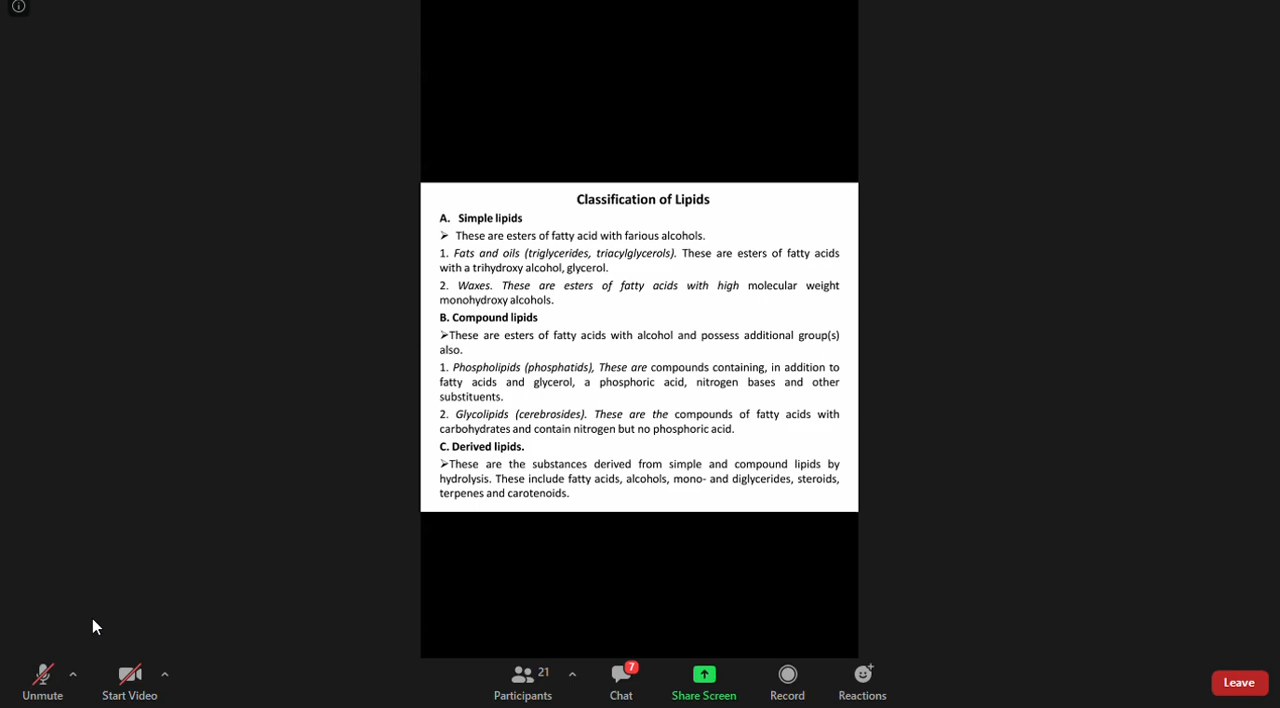 Classification of Lipids
A. Simple lipids
➢ These are esters of fatty acid with farious alcohols.
1. Fats and oils (triglycerides, triacylglycerols). These are esters of fatty acids
with a trihydroxy alcohol, glycerol.
2. Waxes. These are esters of fatty acids with high molecular weight
monohydroxy alcohols.
B. Compound lipids
➢These are esters of fatty acids with alcohol and possess additional group(s)
also.
1. Phospholipids (phosphatids), These are compounds containing, in addition to
fatty acids and glycerol, a phosphoric acid, nitrogen bases and other
substituents.
2. Glycolipids (cerebrosides). These are the compounds of fatty acids with
carbohydrates and contain nitrogen but no phosphoric acid.
C. Derived lipids.
➢These are the substances derived from simple and compound lipids by
hydrolysis. These include fatty acids, alcohols, mono- and diglycerides, steroids,
terpenes and carotenoids.
21
7
Unmute Start Video Participants Chat Share Screen Record Reactions Leave